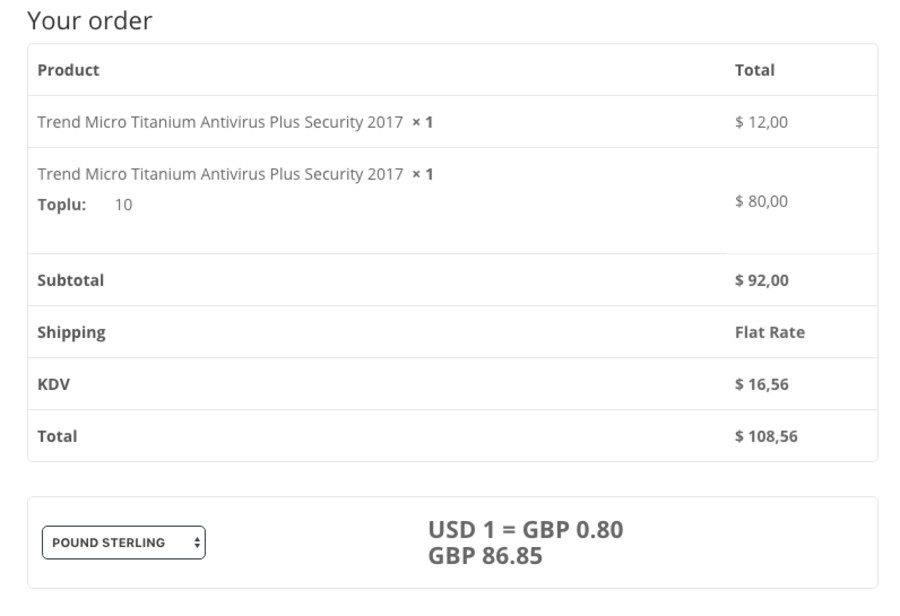 Your order
Product Total
Trend Micro Titanium Antivirus Plus Security 2017 × 1 $ 12,00
Trend Micro Titanium Antivirus Plus Security 2017 × 1
Toplu: 10
$ 80,00
Subtotal $ 92,00
Shipping Flat Rate
KDV $ 16,56
Total $ 108,56
POUND STERLING
USD 1 = GBP 0.80
GBP 86.85